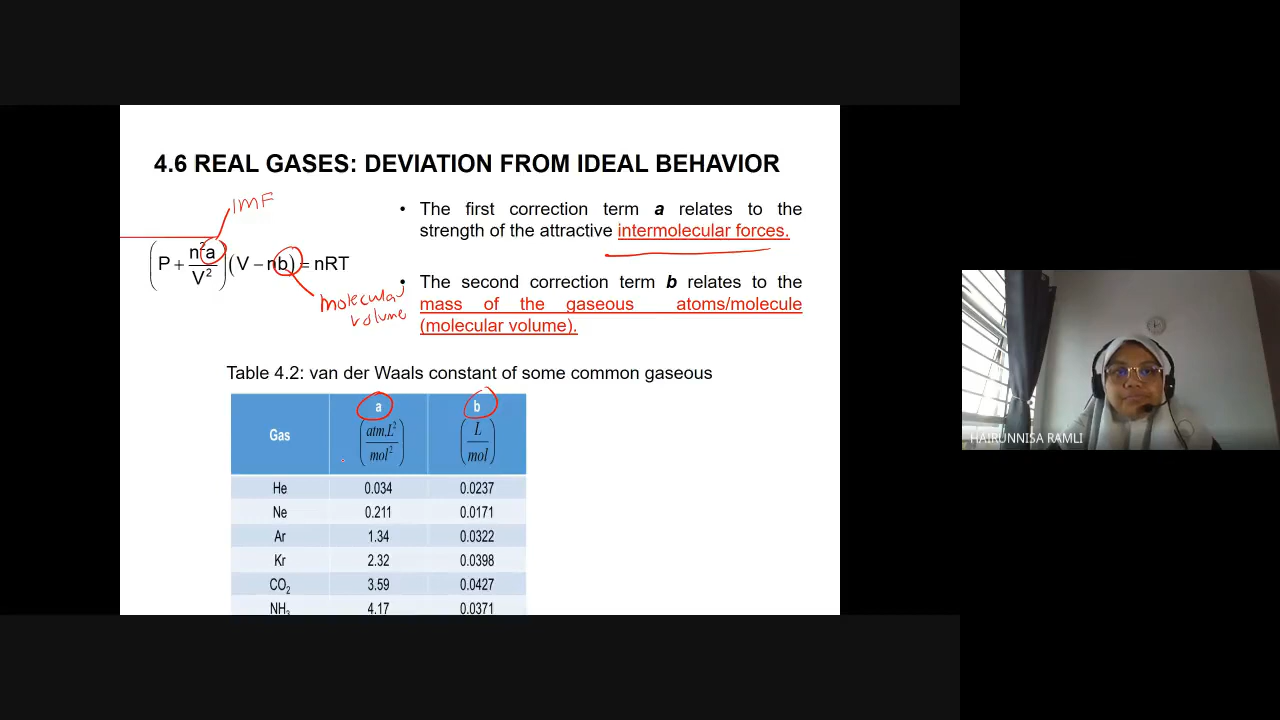 4.6 REAL GASES: DEVIATION FROM IDEAL BEHAVIOR
IMF
(P + n²a/V²)(V − nb) = nRT
molecular
volume
• The first correction term a relates to the
strength of the attractive intermolecular forces.
• The second correction term b relates to the
mass of the gaseous atoms/molecule
(molecular volume).
Table 4.2: van der Waals constant of some common gaseous
Gas a (atm.L²/mol²) b (L/mol)
He 0.034 0.0237
Ne 0.211 0.0171
Ar 1.34 0.0322
Kr 2.32 0.0398
CO₂ 3.59 0.0427
NH₃ 4.17 0.0371
HAIRUNNISA RAMLI